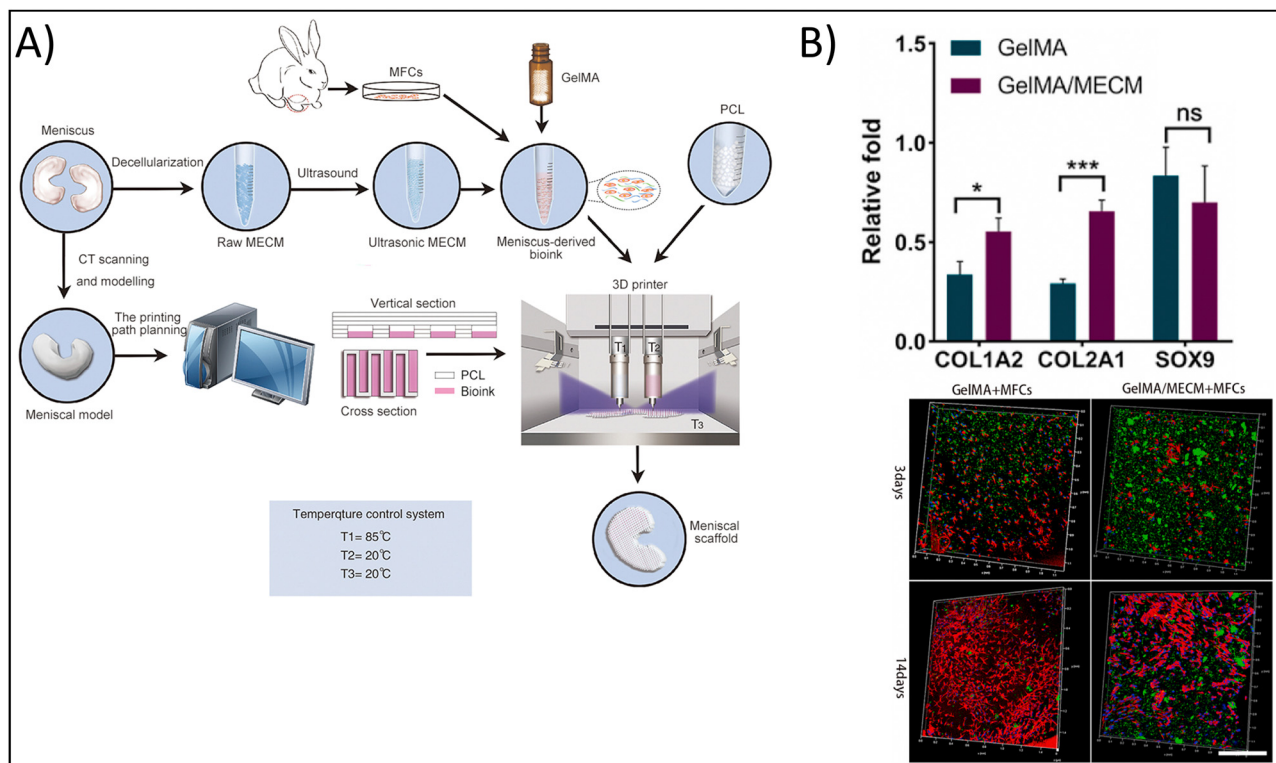 A)
MFCs
GelMA
PCL
Meniscus
Decellularization
Ultrasound
Raw MECM
Ultrasonic MECM
Meniscus-derived
bioink
CT scanning
and modelling
The printing
path planning
Meniscal model
Vertical section
PCL
Bioink
Cross section
3D printer
T1
T2
T3
Temperqture control system
T1= 85℃
T2= 20℃
T3= 20℃
Meniscal
scaffold
B)
GelMA
GelMA/MECM
Relative fold
1.5
1.0
0.5
0.0
*
***
ns
COL1A2 COL2A1 SOX9
GelMA+MFCs
GelMA/MECM+MFCs
3days
14days